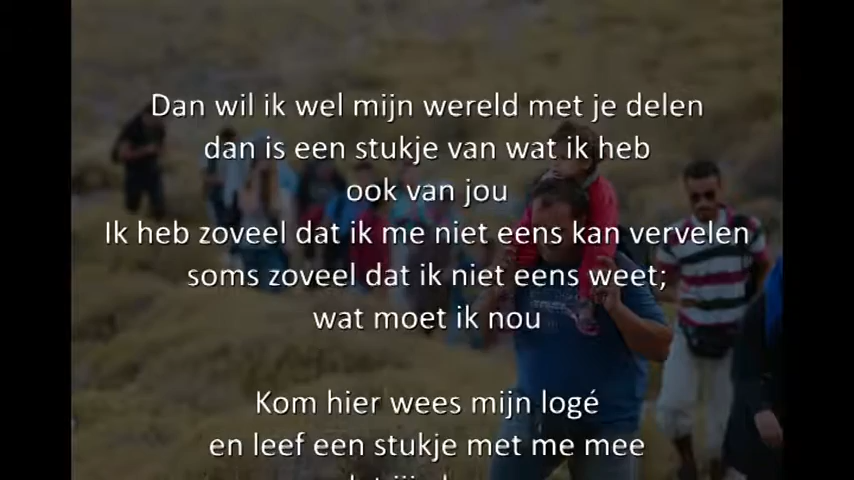 Dan wil ik wel mijn wereld met je delen
dan is een stukje van wat ik heb
ook van jou
Ik heb zoveel dat ik me niet eens kan vervelen
soms zoveel dat ik niet eens weet;
wat moet ik nou
Kom hier wees mijn logé
en leef een stukje met me mee